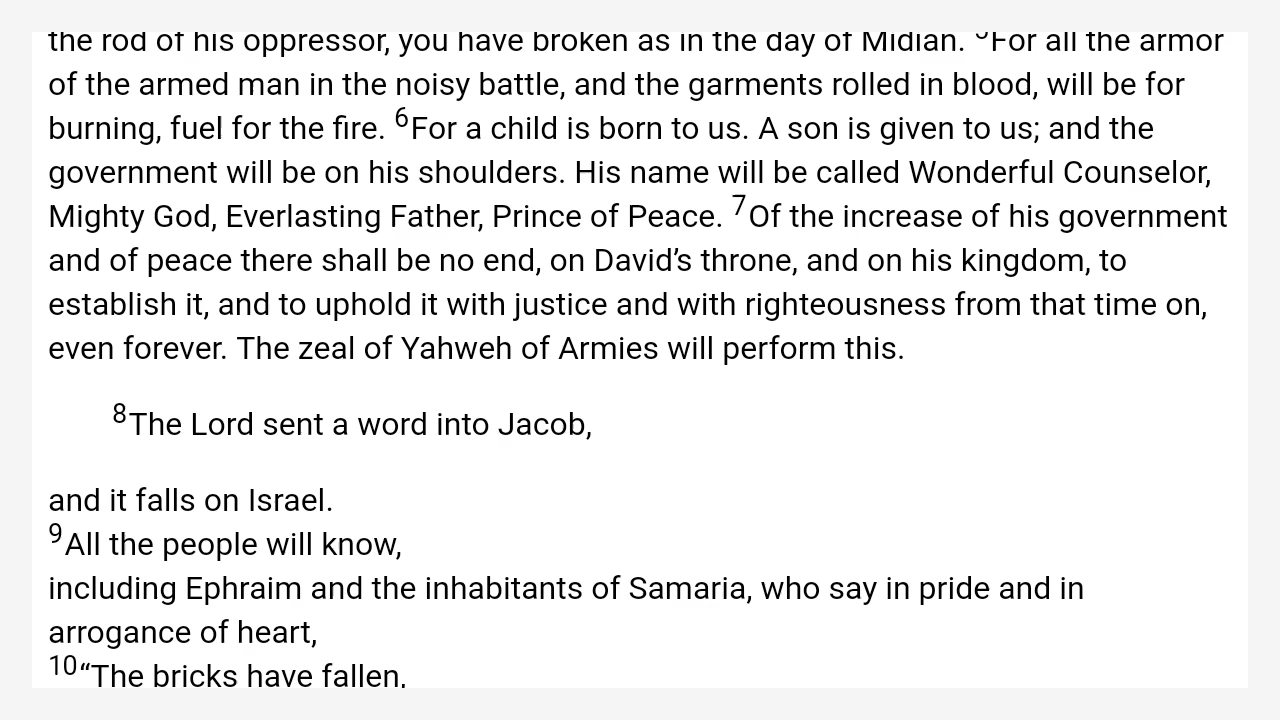 the rod of his oppressor, you have broken as in the day of Midian. 5For all the armor
of the armed man in the noisy battle, and the garments rolled in blood, will be for
burning, fuel for the fire. 6For a child is born to us. A son is given to us; and the
government will be on his shoulders. His name will be called Wonderful Counselor,
Mighty God, Everlasting Father, Prince of Peace. 7Of the increase of his government
and of peace there shall be no end, on David’s throne, and on his kingdom, to
establish it, and to uphold it with justice and with righteousness from that time on,
even forever. The zeal of Yahweh of Armies will perform this.
8The Lord sent a word into Jacob,
and it falls on Israel.
9All the people will know,
including Ephraim and the inhabitants of Samaria, who say in pride and in
arrogance of heart,
10“The bricks have fallen,